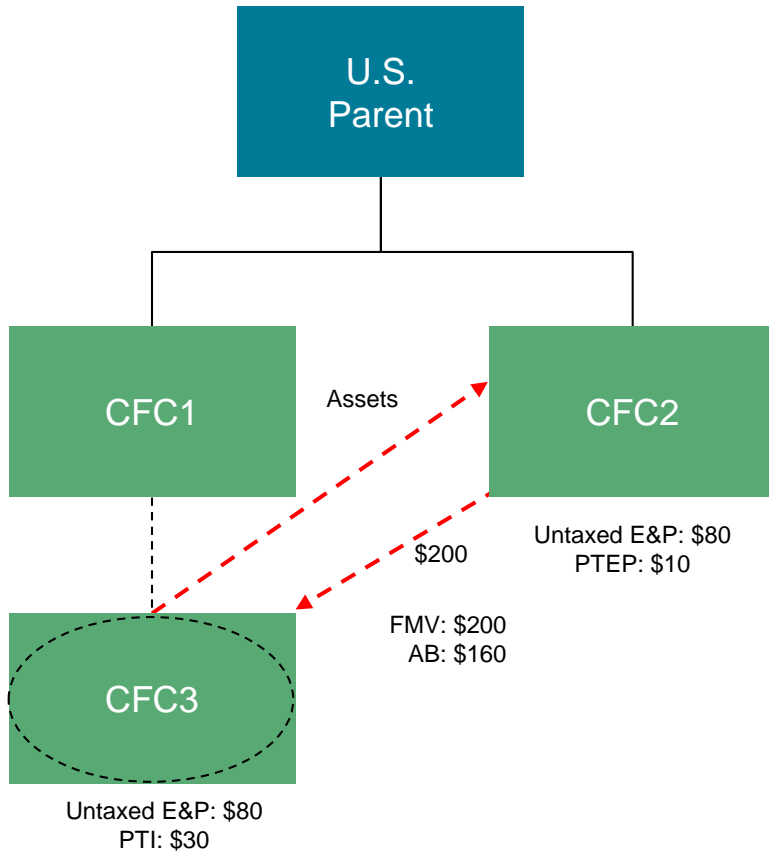 U.S.
Parent
CFC1
Assets
CFC2
$200
Untaxed E&P: $80
PTEP: $10
FMV: $200
AB: $160
CFC3
Untaxed E&P: $80
PTI: $30